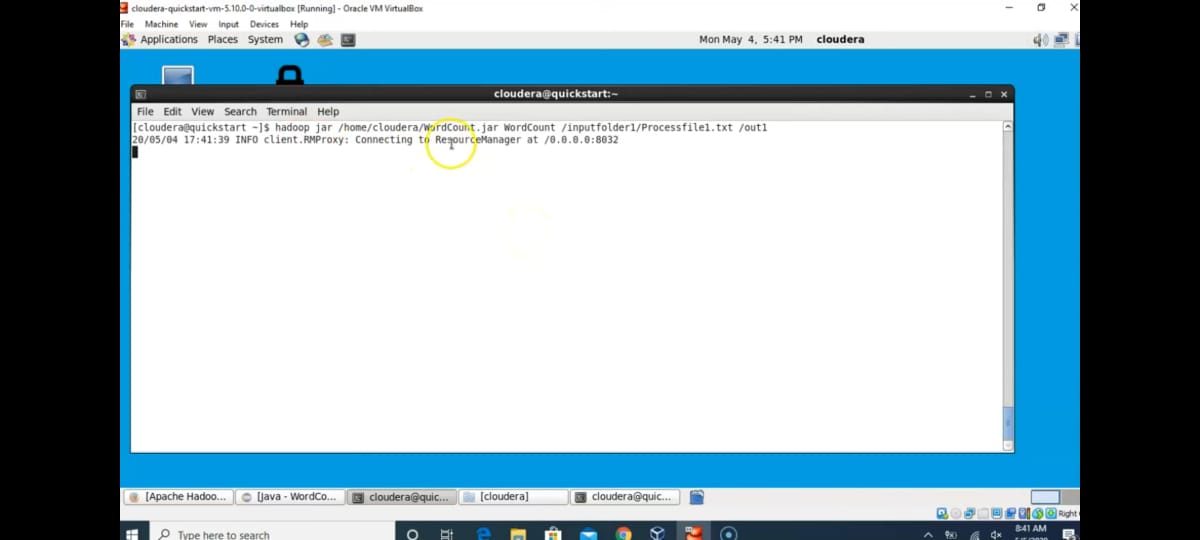 cloudera-quickstart-vm-5.10.0-0-virtualbox [Running] - Oracle VM VirtualBox
File Machine View Input Devices Help
Applications Places System Mon May 4, 5:41 PM cloudera
cloudera@quickstart:~
File Edit View Search Terminal Help
[cloudera@quickstart ~]$ hadoop jar /home/cloudera/WordCount.jar WordCount /inputfolder1/Processfile1.txt /out1
20/05/04 17:41:39 INFO client.RMProxy: Connecting to ResourceManager at /0.0.0.0:8032
[Apache Hadoo... [Java - WordCo... cloudera@quic... [cloudera] cloudera@quic...
Right
Type here to search
8:41 AM